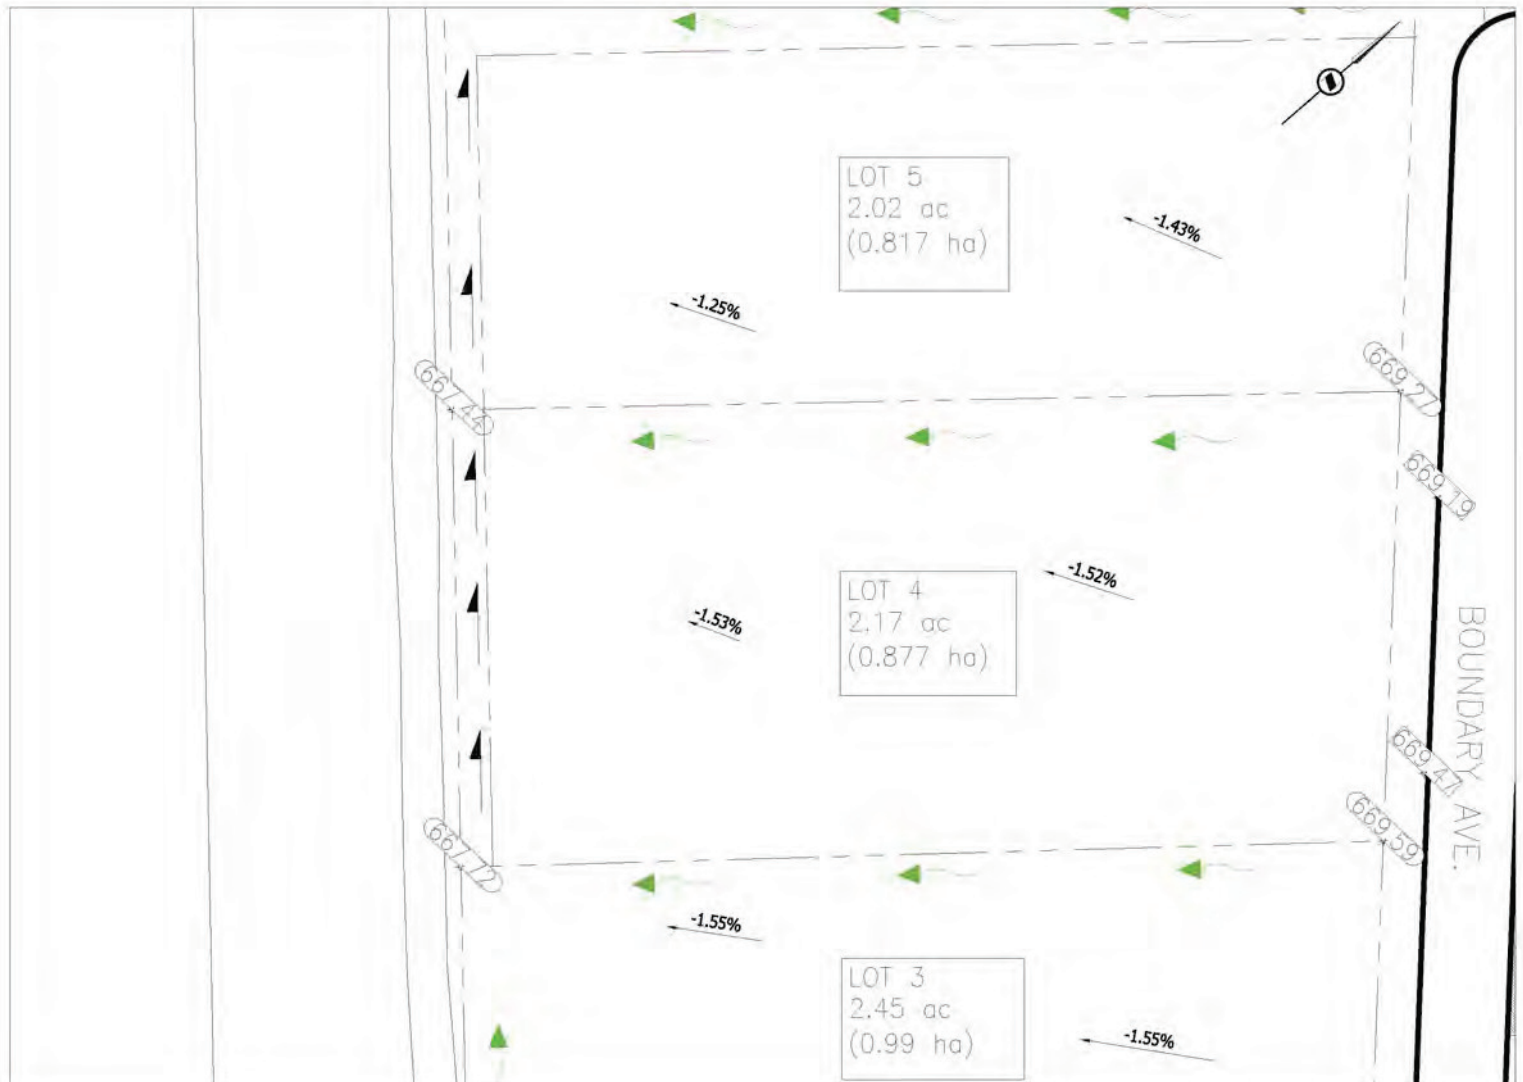 LOT 5
2.02 ac
(0.817 ha)
-1.43%
-1.25%
667.44
669.27
669.19
LOT 4
2.17 ac
(0.877 ha)
-1.52%
-1.53%
BOUNDARY AVE.
669.47
667.72
669.59
-1.55%
LOT 3
2.45 ac
(0.99 ha)
-1.55%